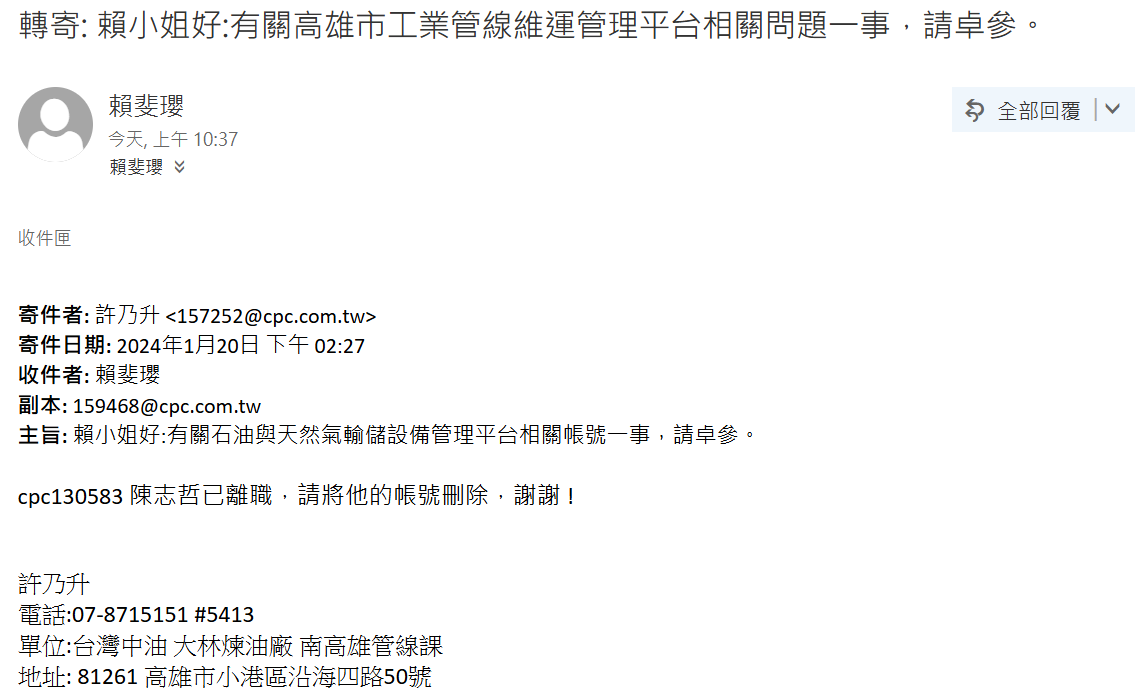 轉寄: 賴小姐好:有關高雄市工業管線維運管理平台相關問題一事，請卓參。
賴斐瓔
今天, 上午 10:37
賴斐瓔
全部回覆
收件匣
寄件者: 許乃升 <157252@cpc.com.tw>
寄件日期: 2024年1月20日 下午 02:27
收件者: 賴斐瓔
副本: 159468@cpc.com.tw
主旨: 賴小姐好:有關石油與天然氣輸儲設備管理平台相關帳號一事，請卓參。
cpc130583 陳志哲已離職，請將他的帳號刪除，謝謝 !
許乃升
電話:07-8715151 #5413
單位:台灣中油 大林煉油廠 南高雄管線課
地址: 81261 高雄市小港區沿海四路50號